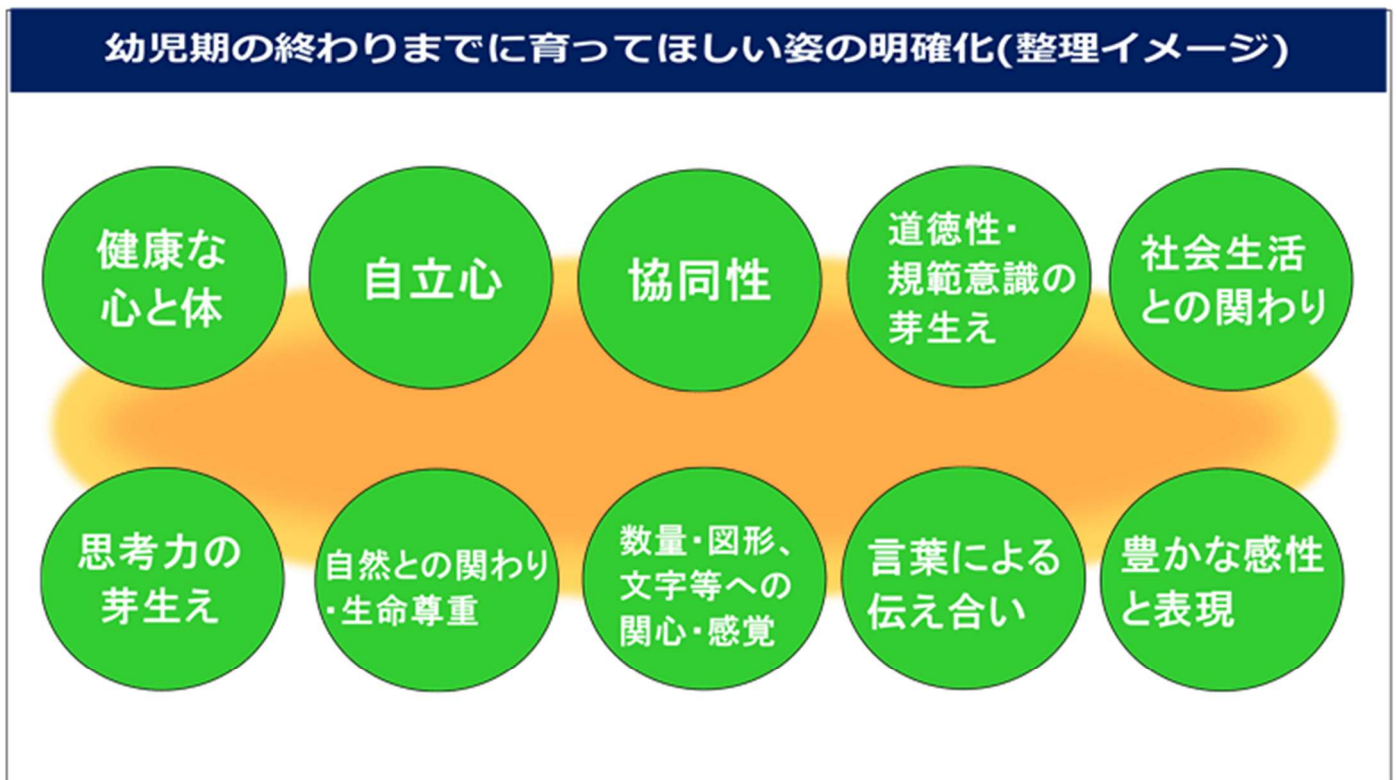 幼児期の終わりまでに育ってほしい姿の明確化(整理イメージ)
健康な
心と体
自立心
協同性
道徳性・
規範意識の
芽生え
社会生活
との関わり
思考力の
芽生え
自然との関わり
・生命尊重
数量・図形、
文字等への
関心・感覚
言葉による
伝え合い
豊かな感性
と表現